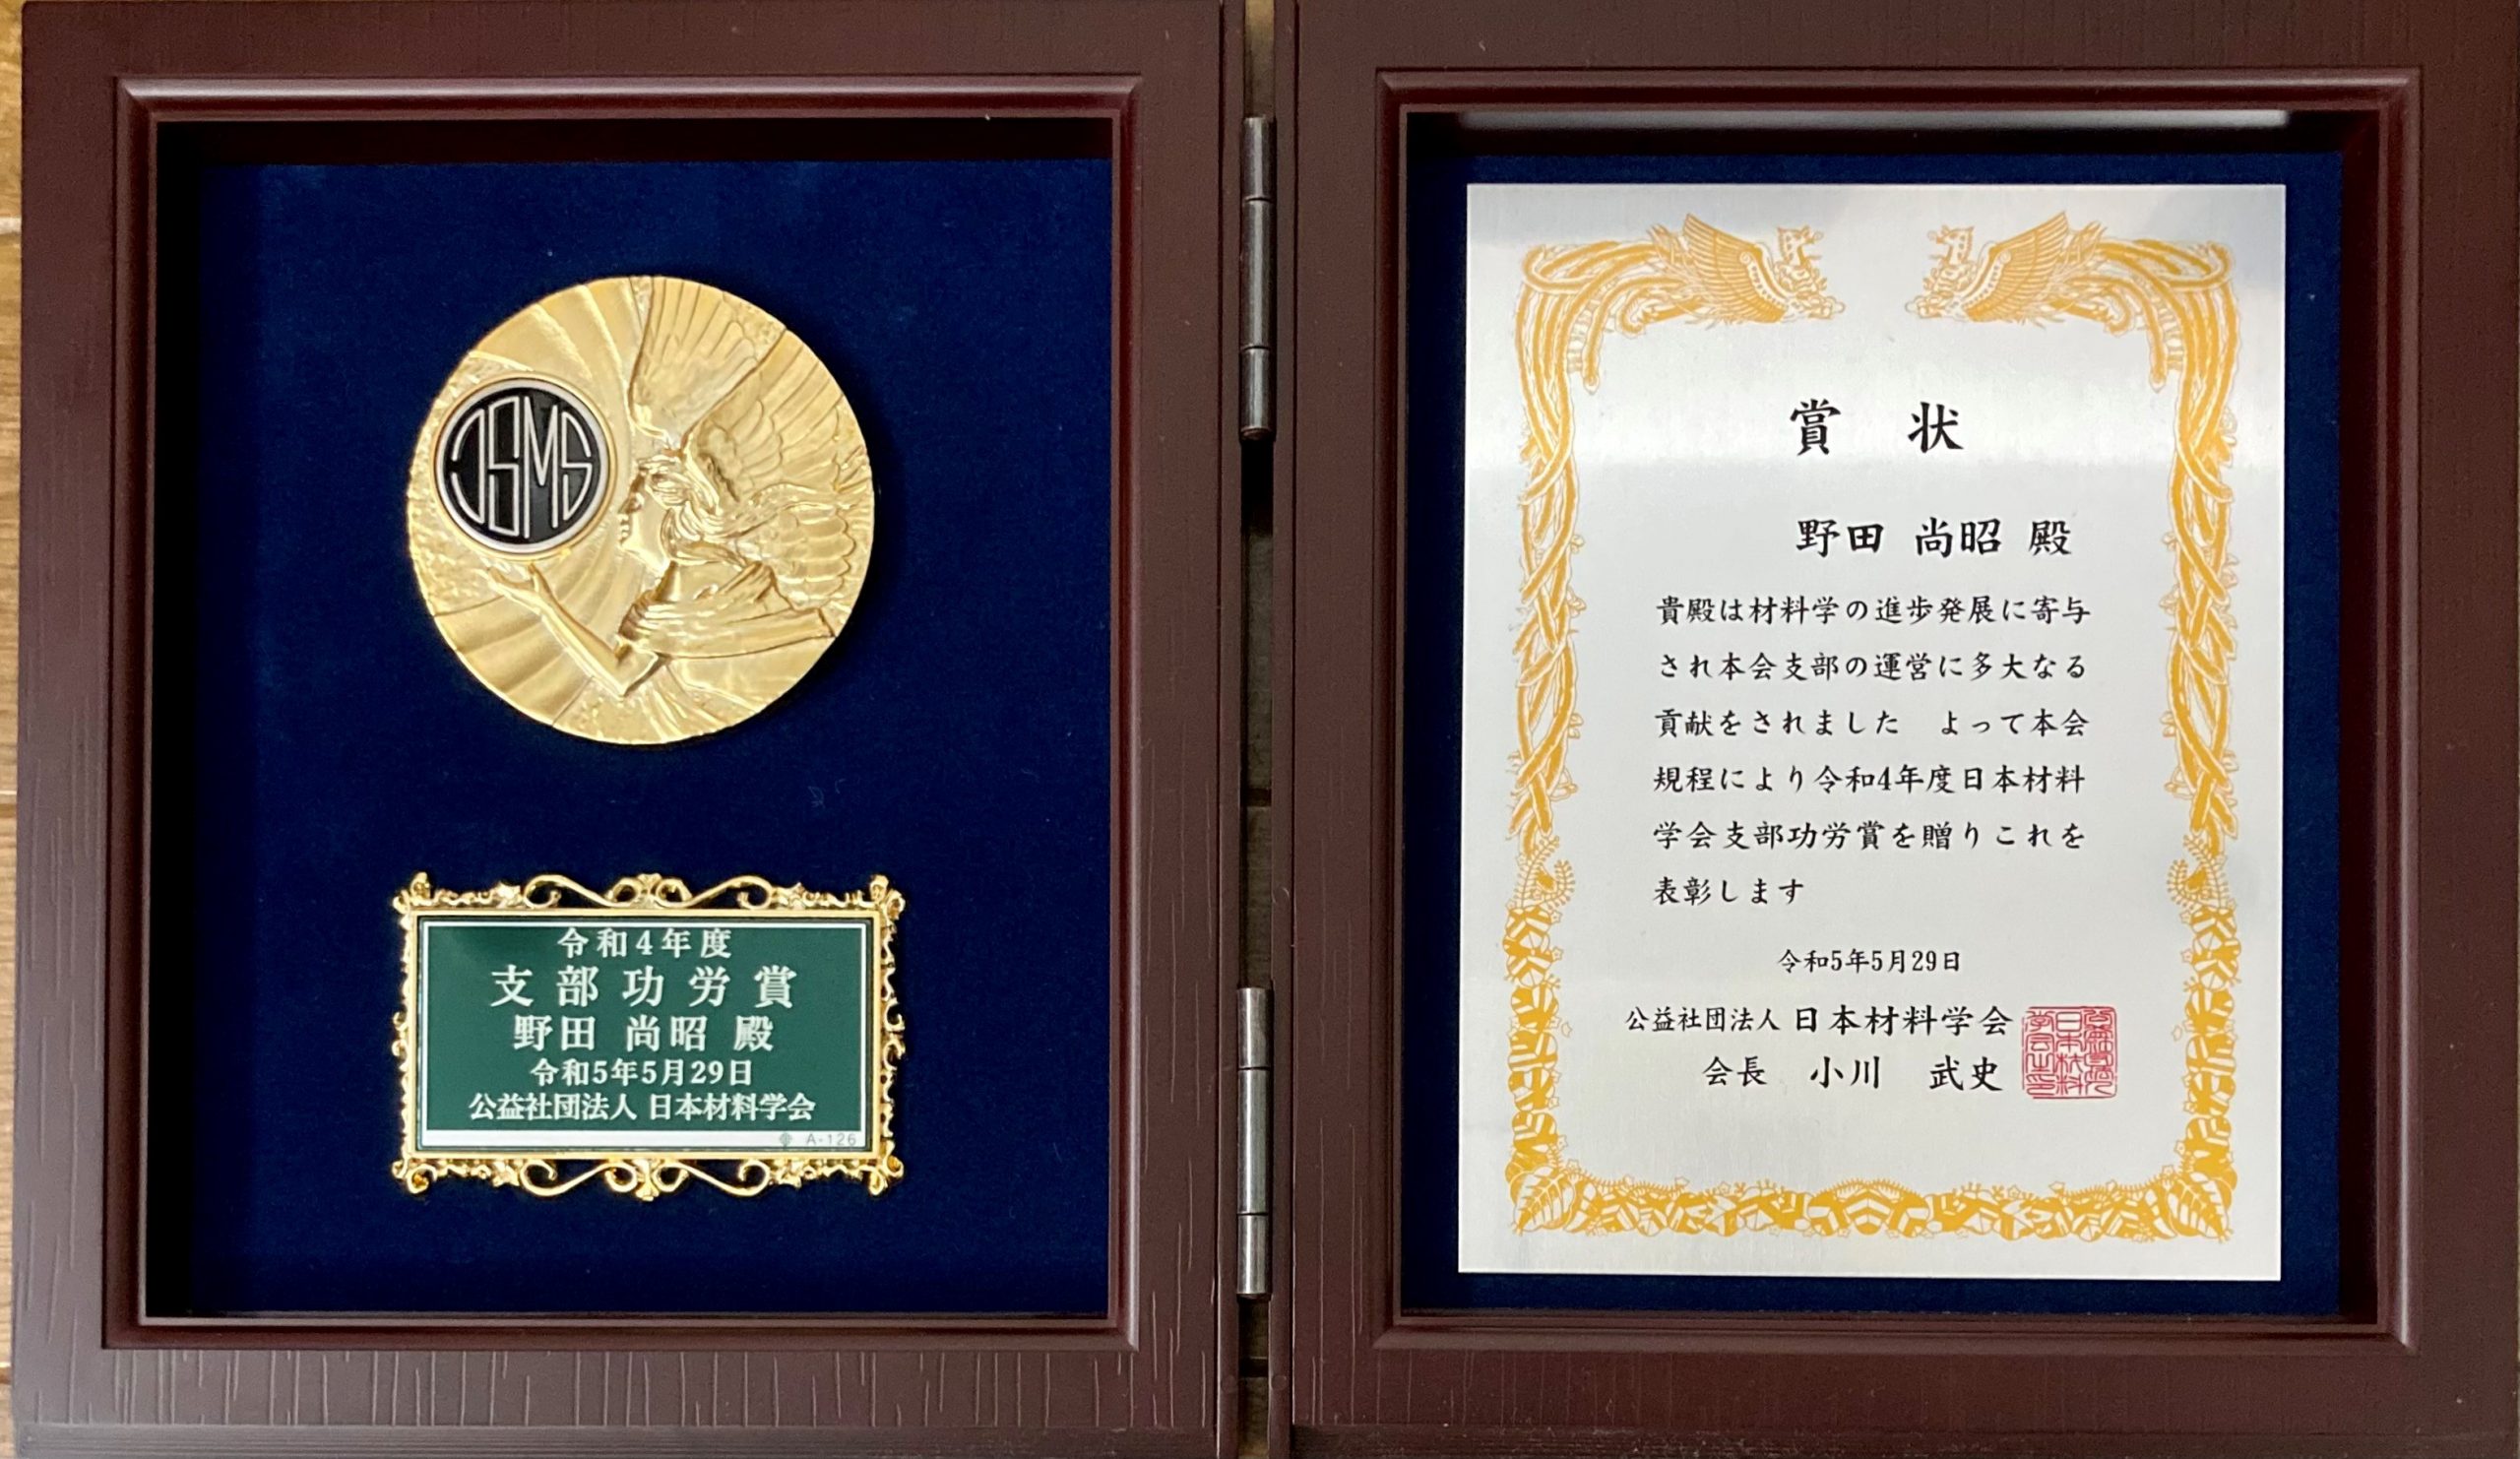 JSMS
令和4年度
支部功労賞
野田 尚昭 殿
令和5年5月29日
公益社団法人 日本材料学会
A-126
賞 状
野田 尚昭 殿
貴殿は材料学の進歩発展に寄与
され本会支部の運営に多大なる
貢献をされました よって本会
規程により令和4年度日本材料
学会支部功労賞を贈りこれを
表彰します
令和5年5月29日
公益社団法人 日本材料学会
会長 小川 武史